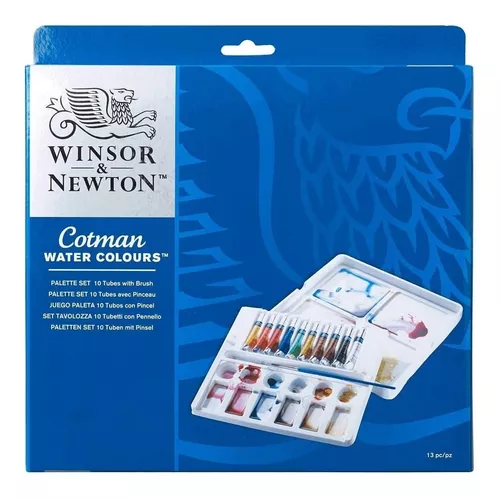 WINSOR
&
NEWTON™
Cotman
WATER COLOURS™
PALETTE SET 10 Tubes with Brush
PALETTE SET 10 Tubes avec Pinceau
JUEGO PALETA 10 Tubos con Pincel
SET TAVOLOZZA 10 Tubetti con Pennello
PALETTEN SET 10 Tuben mit Pinsel
13 pc/pz